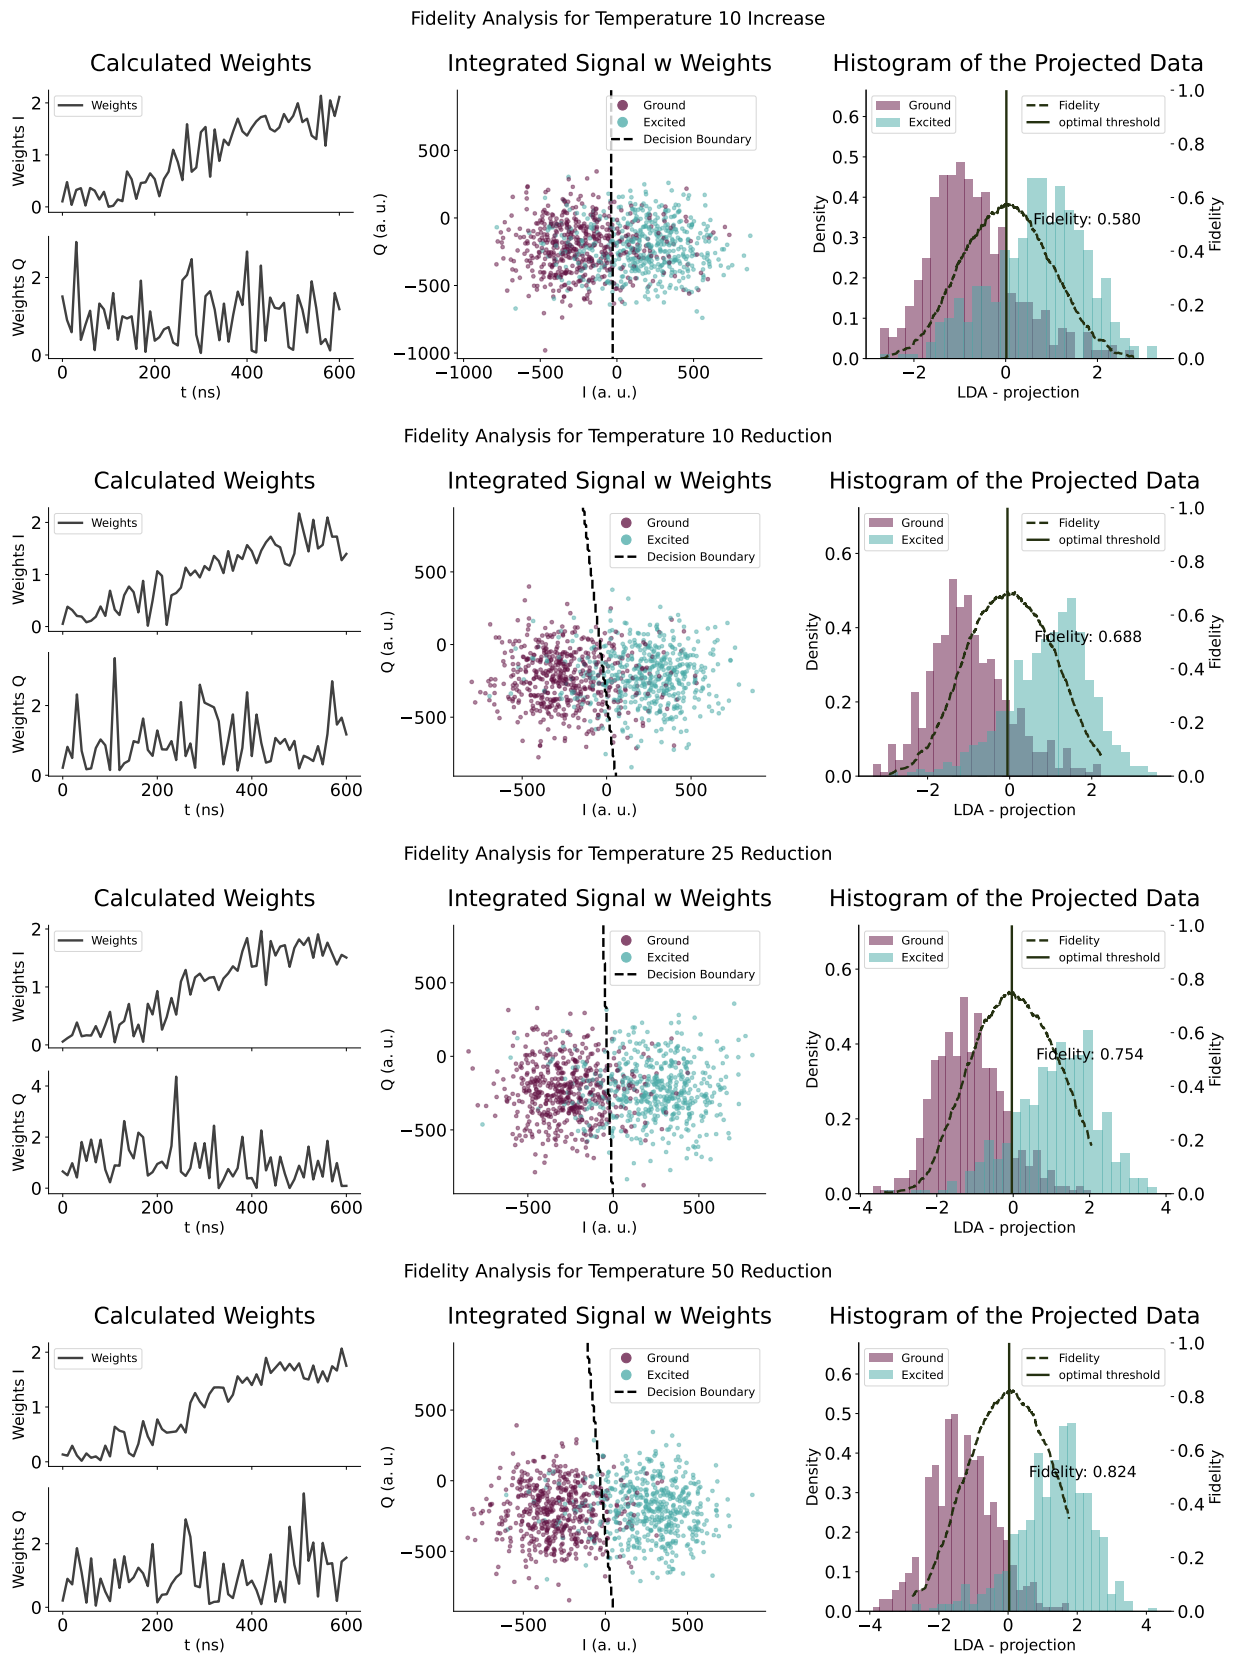 Fidelity Analysis for Temperature 10 Increase
Calculated Weights
Integrated Signal w Weights
Histogram of the Projected Data
Weights I
2
1
0
Weights
Weights Q
2
0
0
200
400
600
t (ns)
Q (a. u.)
500
0
−500
−1000
−1000
−500
0
500
I (a. u.)
Ground
Excited
Decision Boundary
Density
0.6
0.5
0.4
0.3
0.2
0.1
0.0
−2
0
2
LDA - projection
Ground
Excited
Fidelity
optimal threshold
Fidelity: 0.580
1.0
0.8
0.6
0.4
0.2
0.0
Fidelity
Fidelity Analysis for Temperature 10 Reduction
Calculated Weights
Integrated Signal w Weights
Histogram of the Projected Data
Weights I
2
1
0
Weights
Weights Q
2
0
0
200
400
600
t (ns)
Q (a. u.)
500
0
−500
−500
0
500
I (a. u.)
Ground
Excited
Decision Boundary
Density
0.6
0.4
0.2
0.0
−2
0
2
LDA - projection
Ground
Excited
Fidelity
optimal threshold
Fidelity: 0.688
1.0
0.8
0.6
0.4
0.2
0.0
Fidelity
Fidelity Analysis for Temperature 25 Reduction
Calculated Weights
Integrated Signal w Weights
Histogram of the Projected Data
Weights I
2
1
0
Weights
Weights Q
4
2
0
0
200
400
600
t (ns)
Q (a. u.)
500
0
−500
−500
0
500
I (a. u.)
Ground
Excited
Decision Boundary
Density
0.6
0.4
0.2
0.0
−4
−2
0
2
4
LDA - projection
Ground
Excited
Fidelity
optimal threshold
Fidelity: 0.754
1.0
0.8
0.6
0.4
0.2
0.0
Fidelity
Fidelity Analysis for Temperature 50 Reduction
Calculated Weights
Integrated Signal w Weights
Histogram of the Projected Data
Weights I
2
1
0
Weights
Weights Q
2
0
0
200
400
600
t (ns)
Q (a. u.)
500
0
−500
−500
0
500
I (a. u.)
Ground
Excited
Decision Boundary
Density
0.6
0.5
0.4
0.3
0.2
0.1
0.0
−4
−2
0
2
4
LDA - projection
Ground
Excited
Fidelity
optimal threshold
Fidelity: 0.824
1.0
0.8
0.6
0.4
0.2
0.0
Fidelity